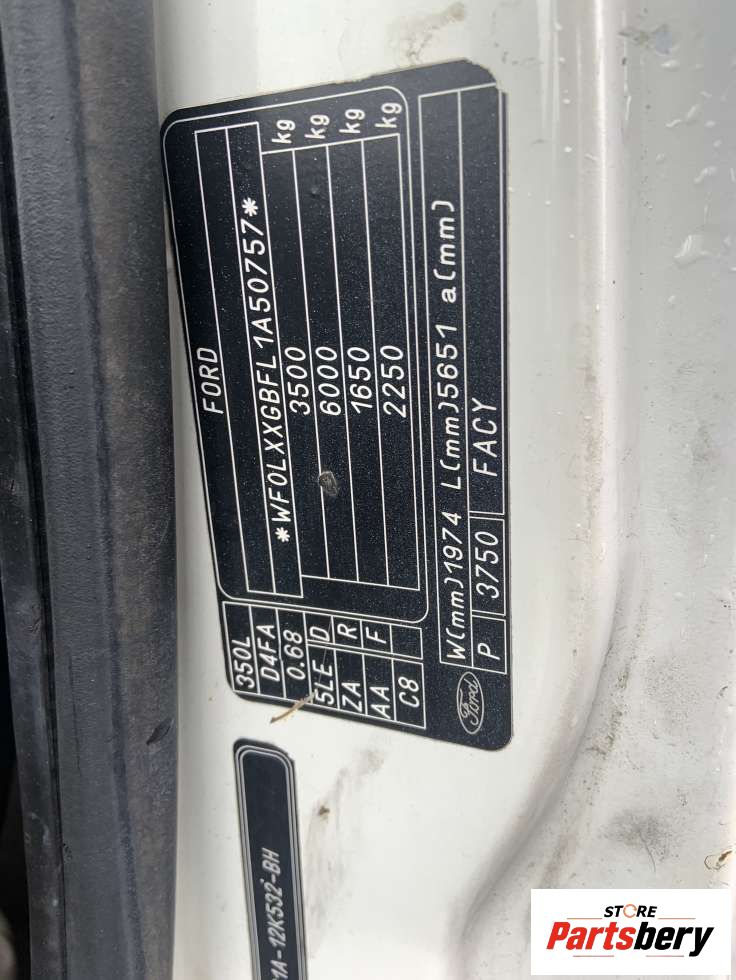 FORD
*WF0LXXGBFL1A50757*
3500 kg
6000 kg
1650 kg
2250 kg
350L
D4FA
0.68
5LE D
ZA R
AA F
C8
W(mm)1974 L(mm)5651 a(mm)
P 3750 FACY
Ford
1A-12K532-BH
STORE
Partsbery